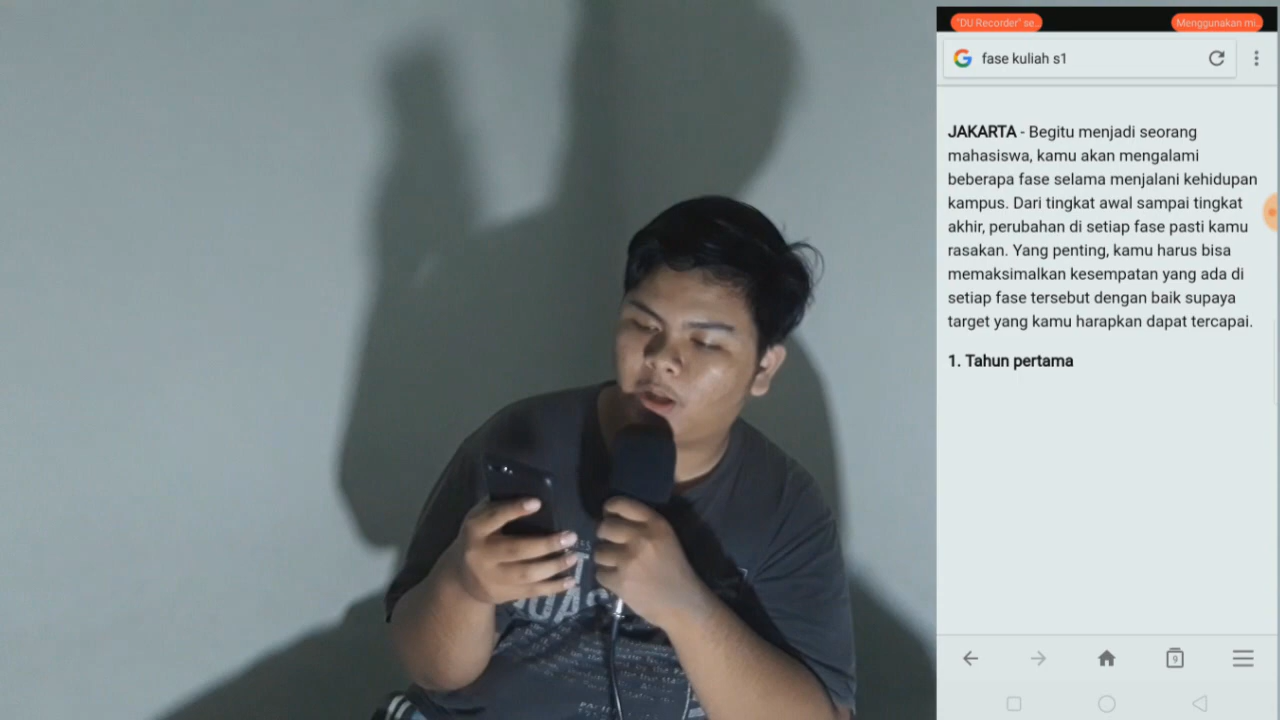 "DU Recorder" se..
Menggunakan mi..
fase kuliah s1
JAKARTA - Begitu menjadi seorang
mahasiswa, kamu akan mengalami
beberapa fase selama menjalani kehidupan
kampus. Dari tingkat awal sampai tingkat
akhir, perubahan di setiap fase pasti kamu
rasakan. Yang penting, kamu harus bisa
memaksimalkan kesempatan yang ada di
setiap fase tersebut dengan baik supaya
target yang kamu harapkan dapat tercapai.
1. Tahun pertama
9